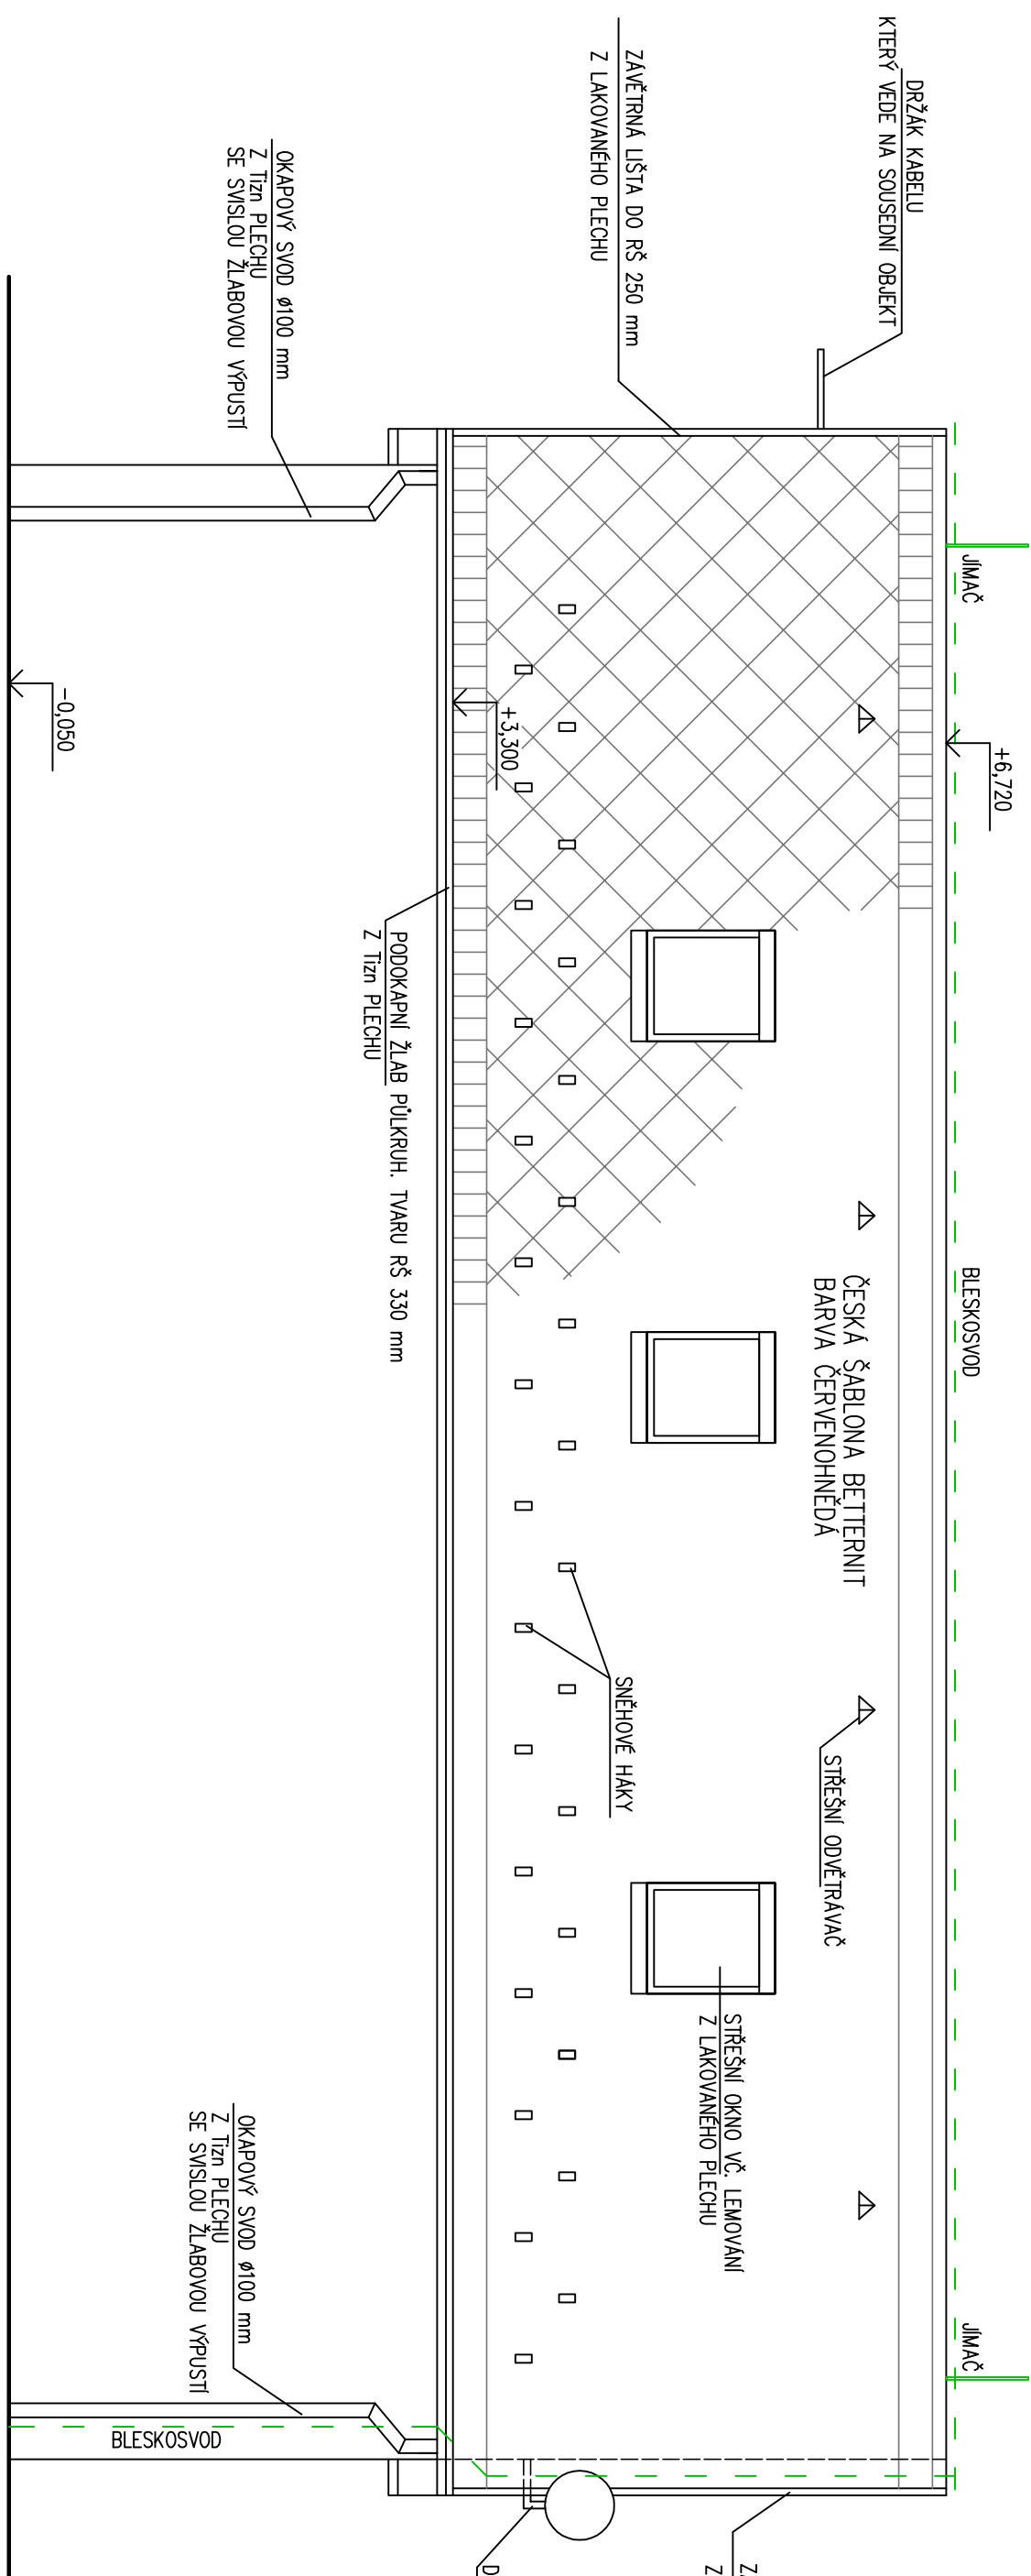 DRŽÁK KABELU
KTERÝ VEDE NA SOUSEDNÍ OBJEKT
ZÁVĚTRNÁ LIŠTA DO RŠ 250 mm
Z LAKOVANÉHO PLECHU
OKAPOVÝ SVOD ø100 mm
Z Tizn PLECHU
SE SVISLOU ŽLABOVOU VÝPUSTÍ
JÍMAČ
+6,720
+3,300
-0,050
PODOKAPNÍ ŽLAB PŮLKRUH. TVARU RŠ 330 mm
Z Tizn PLECHU
BLESKOSVOD
ČESKÁ ŠABLONA BETTERNIT
BARVA ČERVENOHNĚDÁ
SNĚHOVÉ HÁKY
STŘEŠNÍ ODVĚTRÁVAČ
STŘEŠNÍ OKNO VČ. LEMOVÁNÍ
Z LAKOVANÉHO PLECHU
JÍMAČ
OKAPOVÝ SVOD ø100 mm
Z Tizn PLECHU
SE SVISLOU ŽLABOVOU VÝPUSTÍ
BLESKOSVOD
Z
D